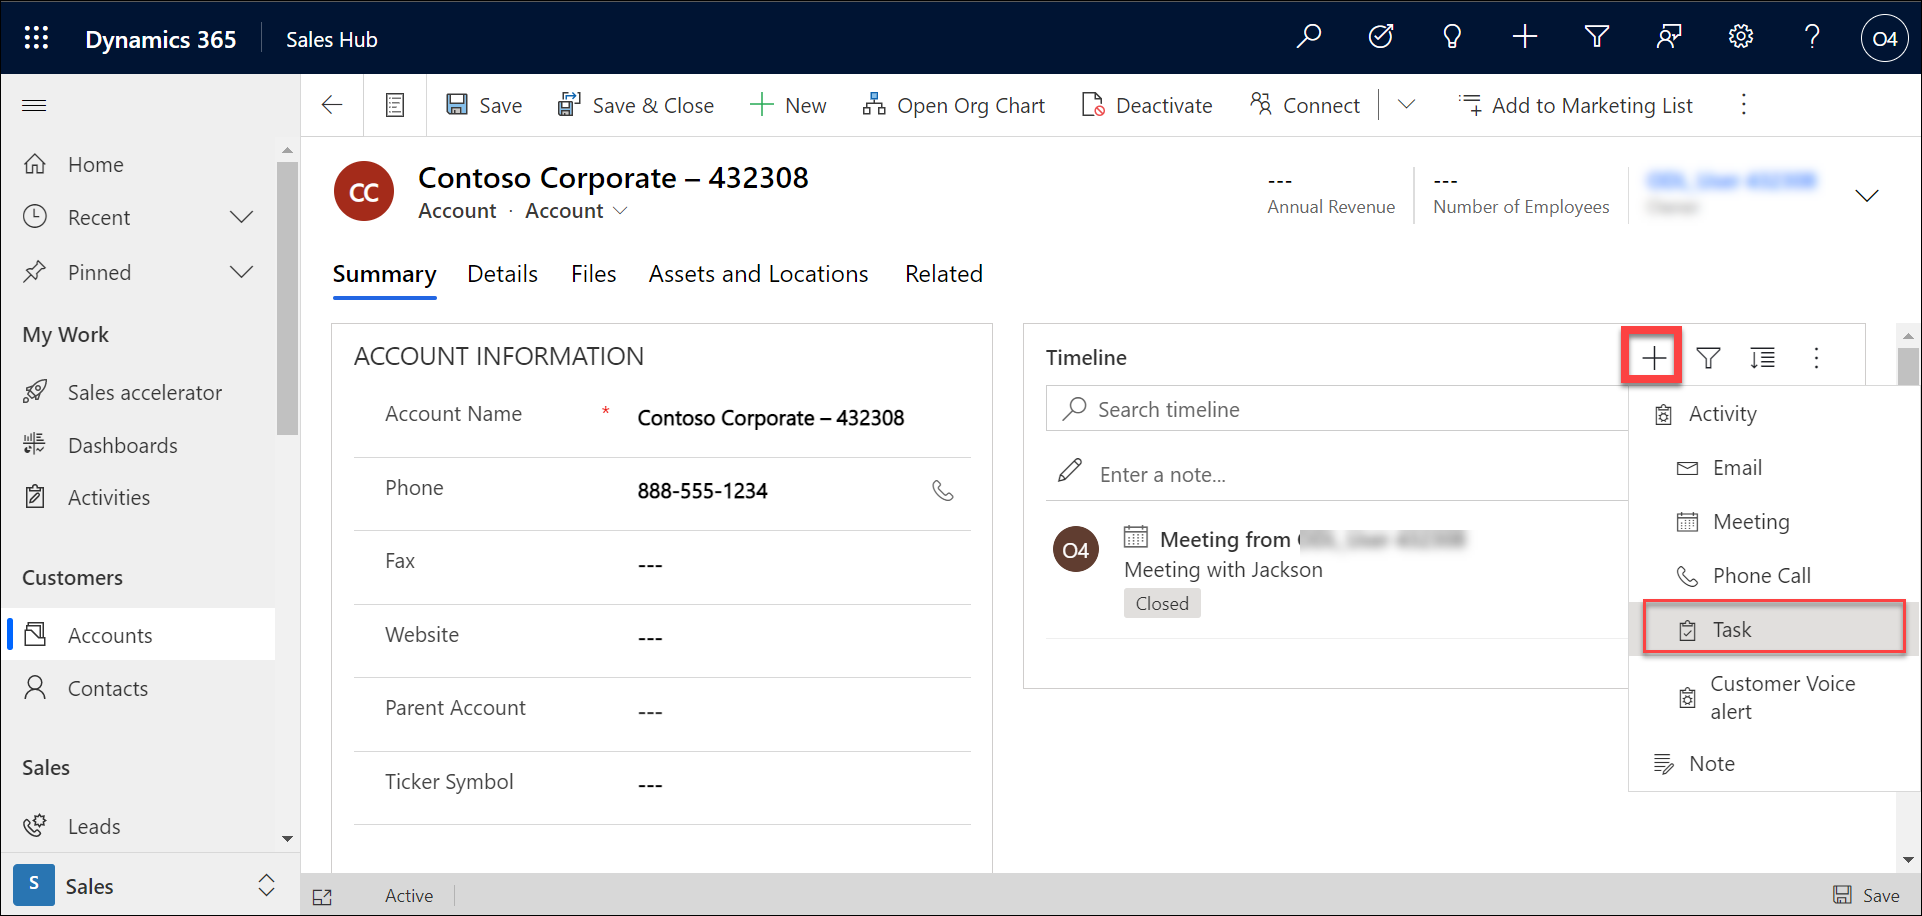 Dynamics 365
Sales Hub
O4
Save
Save & Close
New
Open Org Chart
Deactivate
Connect
Add to Marketing List
Home
Recent
Pinned
My Work
Sales accelerator
Dashboards
Activities
Customers
Accounts
Contacts
Sales
Leads
S
Sales
CC
Contoso Corporate – 432308
Account · Account
---
Annual Revenue
---
Number of Employees
Summary
Details
Files
Assets and Locations
Related
ACCOUNT INFORMATION
Account Name * Contoso Corporate – 432308
Phone 888-555-1234
Fax ---
Website ---
Parent Account ---
Ticker Symbol ---
Timeline
Search timeline
Enter a note...
O4
Meeting from
Meeting with Jackson
Closed
Activity
Email
Meeting
Phone Call
Task
Customer Voice
alert
Note
Active
Save